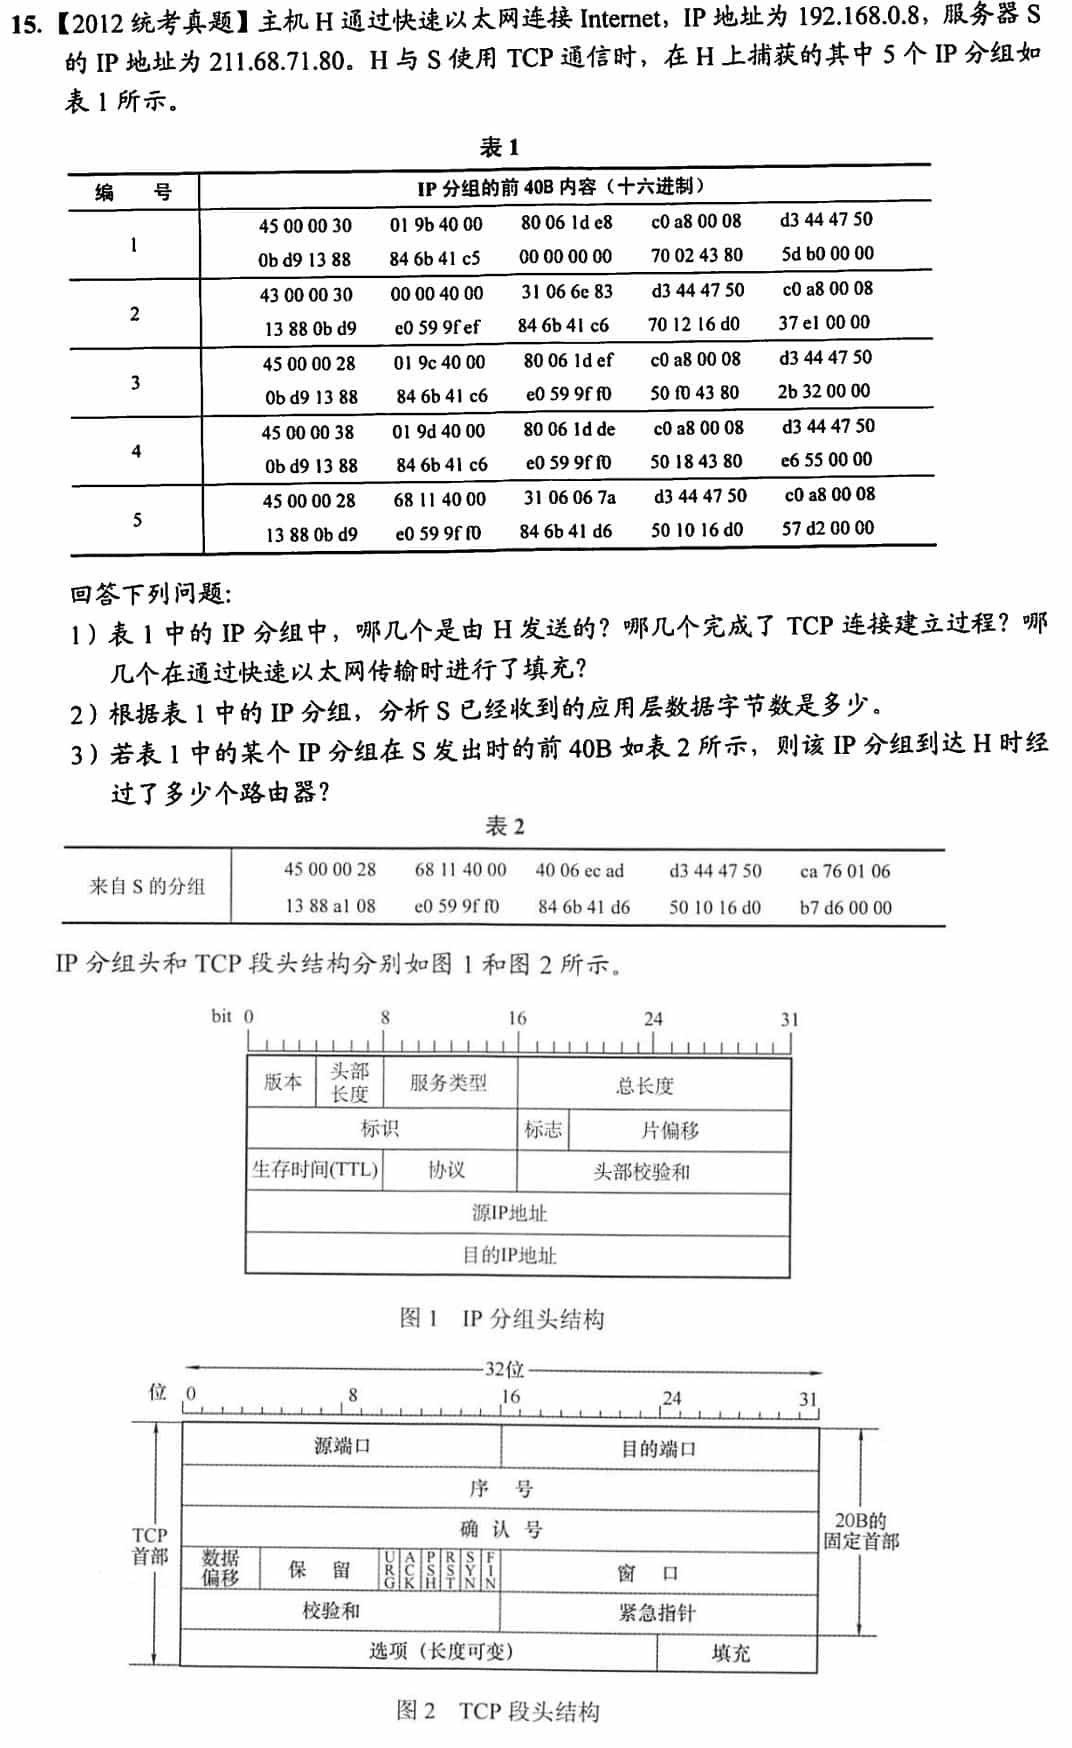 15.【2012 统考真题】主机 H 通过快速以太网连接 Internet，IP 地址为 192.168.0.8，服务器 S
的 IP 地址为 211.68.71.80。H 与 S 使用 TCP 通信时，在 H 上捕获的其中 5 个 IP 分组如
表 1 所示。
表 1
编 号 IP 分组的前 40B 内容（十六进制）
1 45 00 00 30 01 9b 40 00 80 06 1d e8 c0 a8 00 08 d3 44 47 50
0b d9 13 88 84 6b 41 c5 00 00 00 00 70 02 43 80 5d b0 00 00
2 43 00 00 30 00 00 40 00 31 06 6e 83 d3 44 47 50 c0 a8 00 08
13 88 0b d9 e0 59 9f ef 84 6b 41 c6 70 12 16 d0 37 e1 00 00
3 45 00 00 28 01 9c 40 00 80 06 1d ef c0 a8 00 08 d3 44 47 50
0b d9 13 88 84 6b 41 c6 e0 59 9f f0 50 f0 43 80 2b 32 00 00
4 45 00 00 38 01 9d 40 00 80 06 1d de c0 a8 00 08 d3 44 47 50
0b d9 13 88 84 6b 41 c6 e0 59 9f f0 50 18 43 80 e6 55 00 00
5 45 00 00 28 68 11 40 00 31 06 06 7a d3 44 47 50 c0 a8 00 08
13 88 0b d9 e0 59 9f f0 84 6b 41 d6 50 10 16 d0 57 d2 00 00
回答下列问题：
1）表 1 中的 IP 分组中，哪几个是由 H 发送的？哪几个完成了 TCP 连接建立过程？哪
几个在通过快速以太网传输时进行了填充？
2）根据表 1 中的 IP 分组，分析 S 已经收到的应用层数据字节数是多少。
3）若表 1 中的某个 IP 分组在 S 发出时的前 40B 如表 2 所示，则该 IP 分组到达 H 时经
过了多少个路由器？
表 2
来自 S 的分组 45 00 00 28 68 11 40 00 40 06 ec ad d3 44 47 50 ca 76 01 06
13 88 a1 08 e0 59 9f f0 84 6b 41 d6 50 10 16 d0 b7 d6 00 00
IP 分组头和 TCP 段头结构分别如图 1 和图 2 所示。
bit 0 8 16 24 31
版本 头部长度 服务类型 总长度
标识 标志 片偏移
生存时间(TTL) 协议 头部校验和
源IP地址
目的IP地址
图 1 IP 分组头结构
32位
位 0 8 16 24 31
源端口 目的端口
序 号
确 认 号
TCP首部
20B的固定首部
数据偏移 保 留 URG ACK PSH RST SYN FIN 窗 口
校验和 紧急指针
选项（长度可变） 填充
图 2 TCP 段头结构